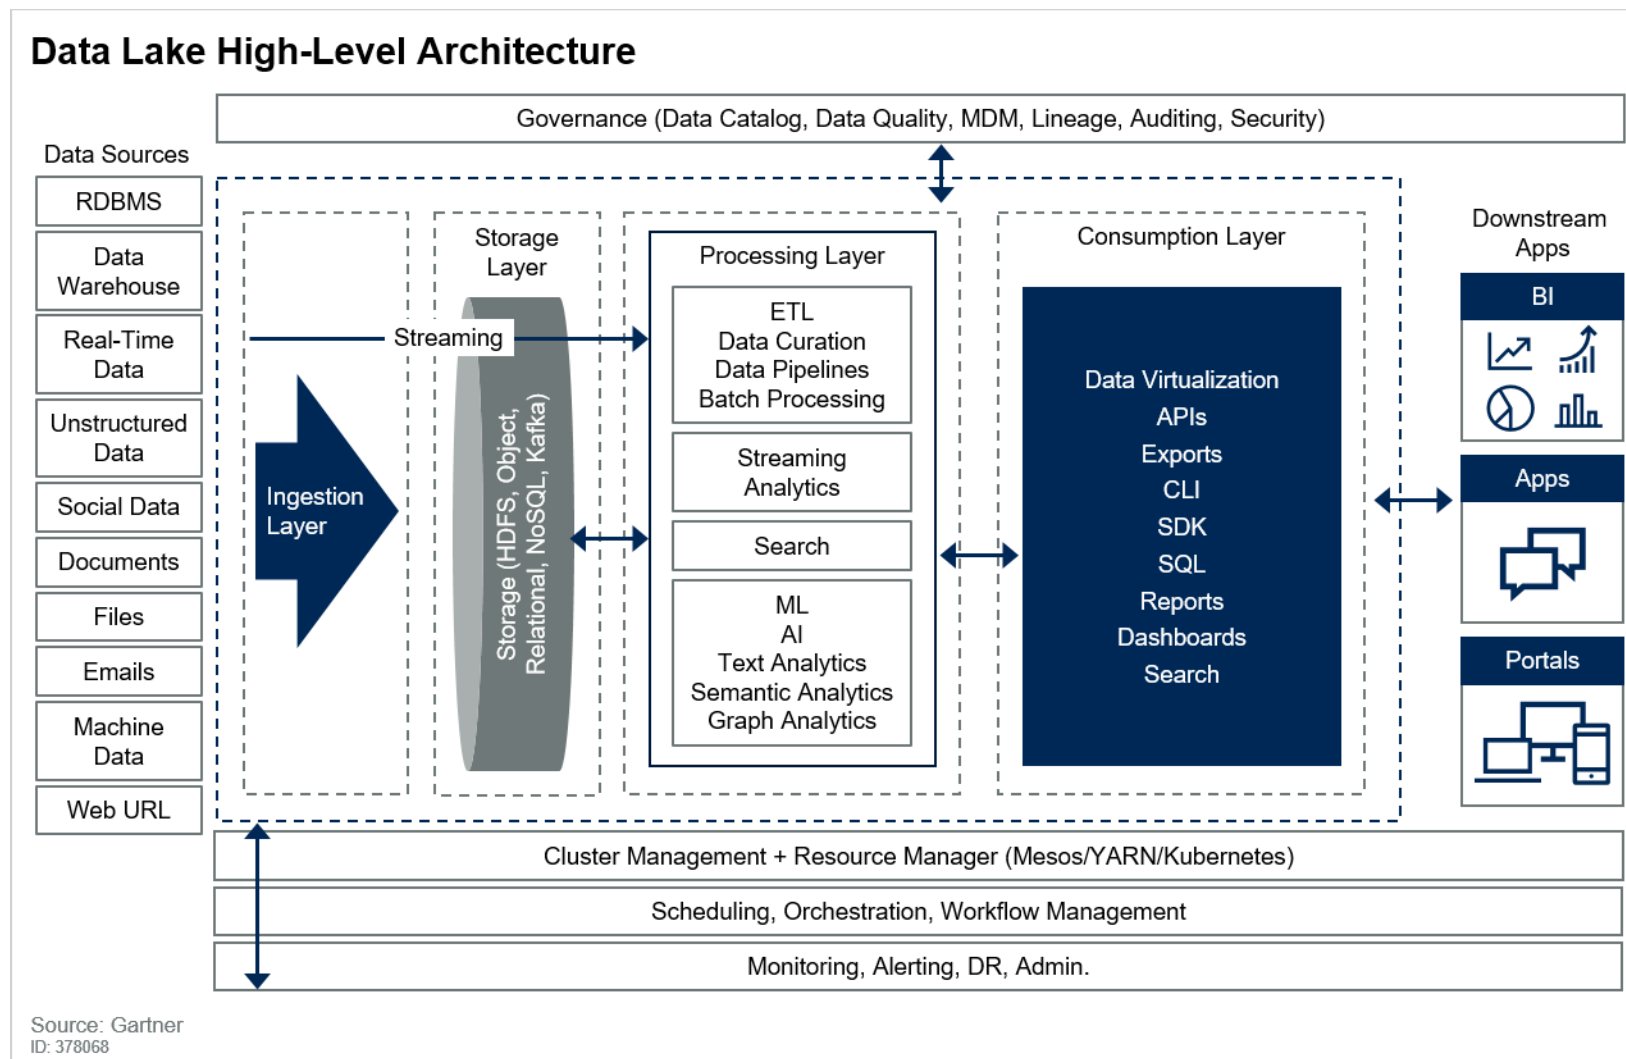 Data Lake High-Level Architecture
Governance (Data Catalog, Data Quality, MDM, Lineage, Auditing, Security)
Data Sources
RDBMS
Data
Warehouse
Real-Time
Data
Unstructured
Data
Social Data
Documents
Files
Emails
Machine
Data
Web URL
Ingestion
Layer
Streaming
Storage
Layer
Storage (HDFS, Object,
Relational, NoSQL, Kafka)
Processing Layer
ETL
Data Curation
Data Pipelines
Batch Processing
Streaming
Analytics
Search
ML
AI
Text Analytics
Semantic Analytics
Graph Analytics
Consumption Layer
Data Virtualization
APIs
Exports
CLI
SDK
SQL
Reports
Dashboards
Search
Downstream
Apps
BI
Apps
Portals
Cluster Management + Resource Manager (Mesos/YARN/Kubernetes)
Scheduling, Orchestration, Workflow Management
Monitoring, Alerting, DR, Admin.
Source: Gartner
ID: 378068